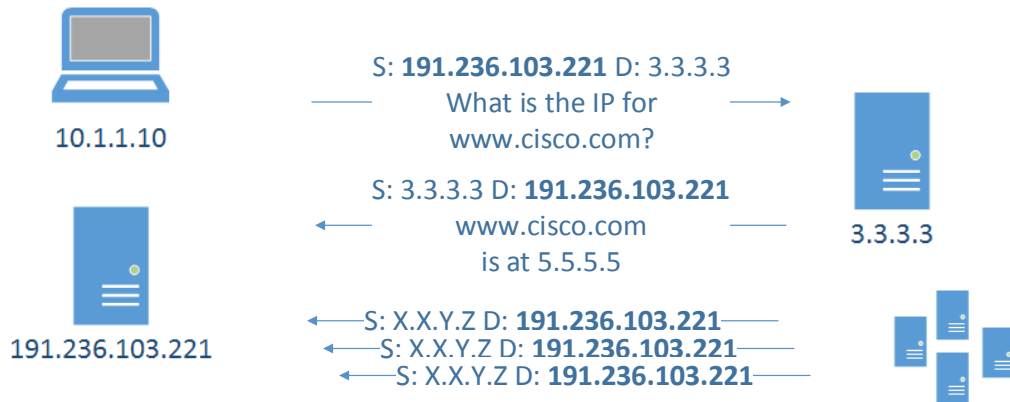 S: 191.236.103.221 D: 3.3.3.3
What is the IP for
www.cisco.com?
10.1.1.10
S: 3.3.3.3 D: 191.236.103.221
www.cisco.com
is at 5.5.5.5
3.3.3.3
191.236.103.221
S: X.X.Y.Z D: 191.236.103.221
S: X.X.Y.Z D: 191.236.103.221
S: X.X.Y.Z D: 191.236.103.221